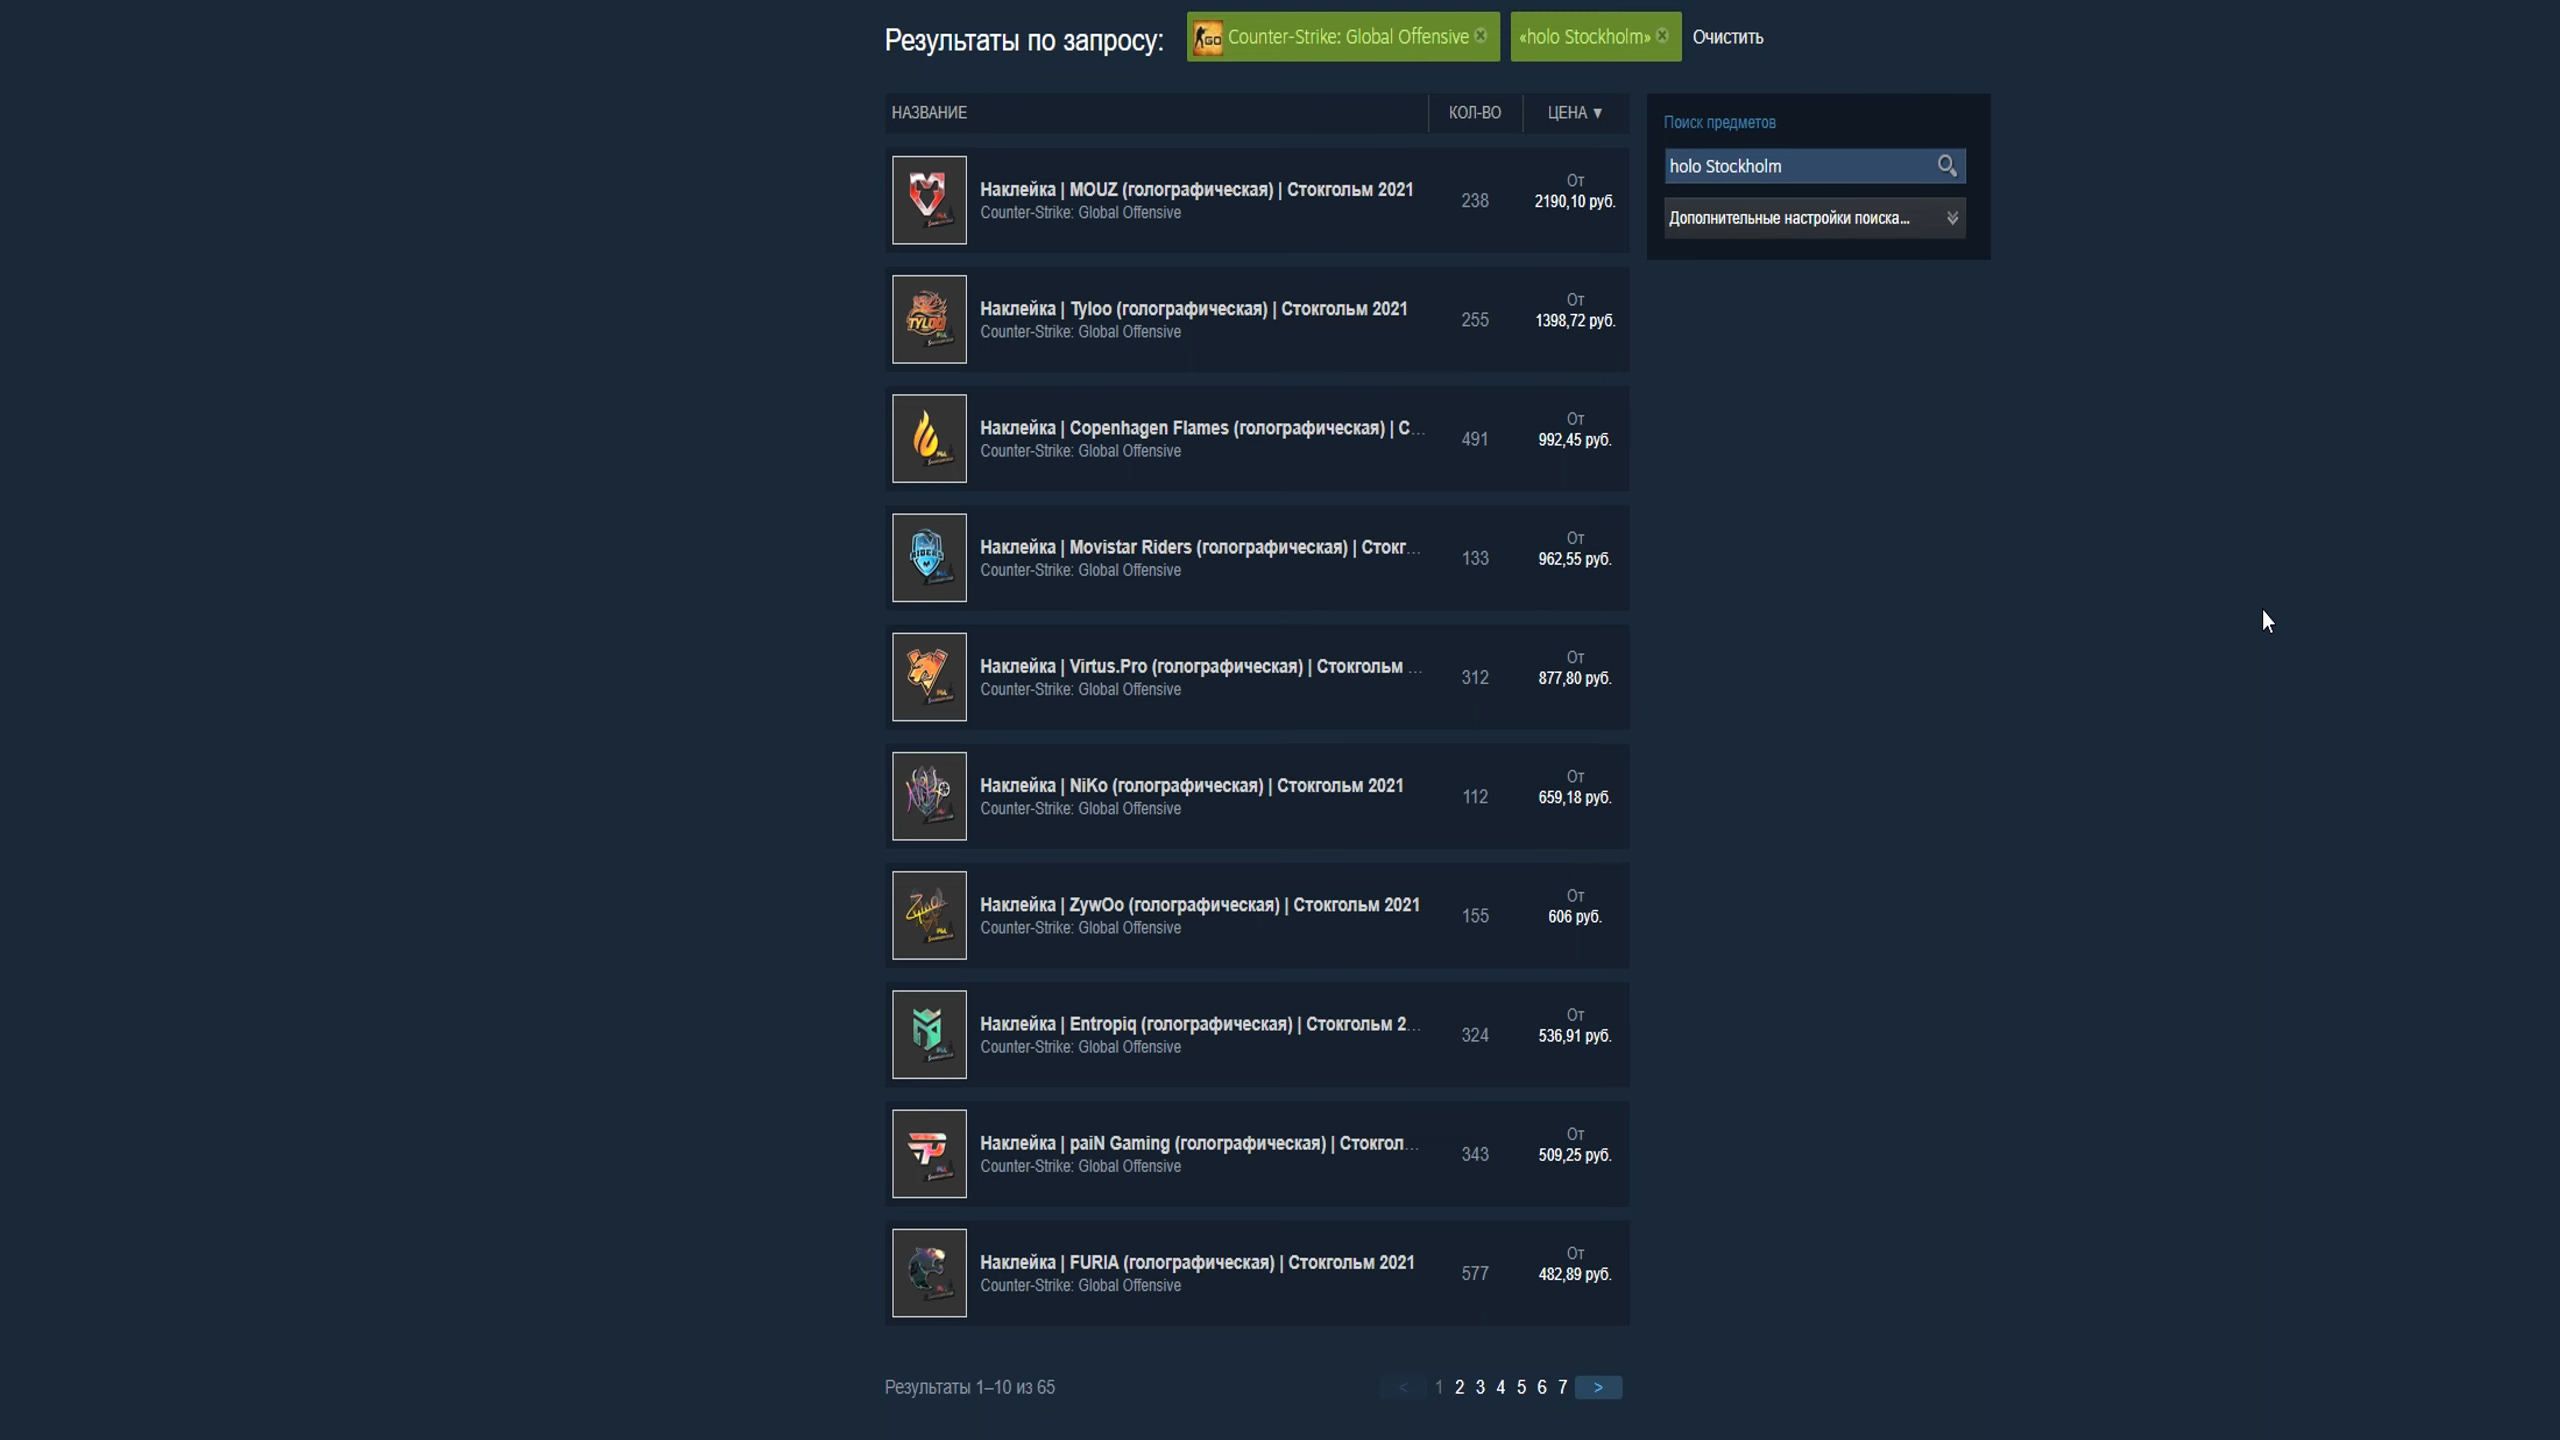 Результаты по запросу: Counter-Strike: Global Offensive «holo Stockholm» Очистить
НАЗВАНИЕ КОЛ-ВО ЦЕНА ▼
Поиск предметов
holo Stockholm
Дополнительные настройки поиска...
Наклейка | MOUZ (голографическая) | Стокгольм 2021
Counter-Strike: Global Offensive
238
От
2190,10 руб.
Наклейка | Tyloo (голографическая) | Стокгольм 2021
Counter-Strike: Global Offensive
255
От
1398,72 руб.
Наклейка | Copenhagen Flames (голографическая) | С...
Counter-Strike: Global Offensive
491
От
992,45 руб.
Наклейка | Movistar Riders (голографическая) | Стокг...
Counter-Strike: Global Offensive
133
От
962,55 руб.
Наклейка | Virtus.Pro (голографическая) | Стокгольм ...
Counter-Strike: Global Offensive
312
От
877,80 руб.
Наклейка | NiKo (голографическая) | Стокгольм 2021
Counter-Strike: Global Offensive
112
От
659,18 руб.
Наклейка | ZywOo (голографическая) | Стокгольм 2021
Counter-Strike: Global Offensive
155
От
606 руб.
Наклейка | Entropiq (голографическая) | Стокгольм 2...
Counter-Strike: Global Offensive
324
От
536,91 руб.
Наклейка | paiN Gaming (голографическая) | Стокгол...
Counter-Strike: Global Offensive
343
От
509,25 руб.
Наклейка | FURIA (голографическая) | Стокгольм 2021
Counter-Strike: Global Offensive
577
От
482,89 руб.
Результаты 1–10 из 65 < 1 2 3 4 5 6 7 >